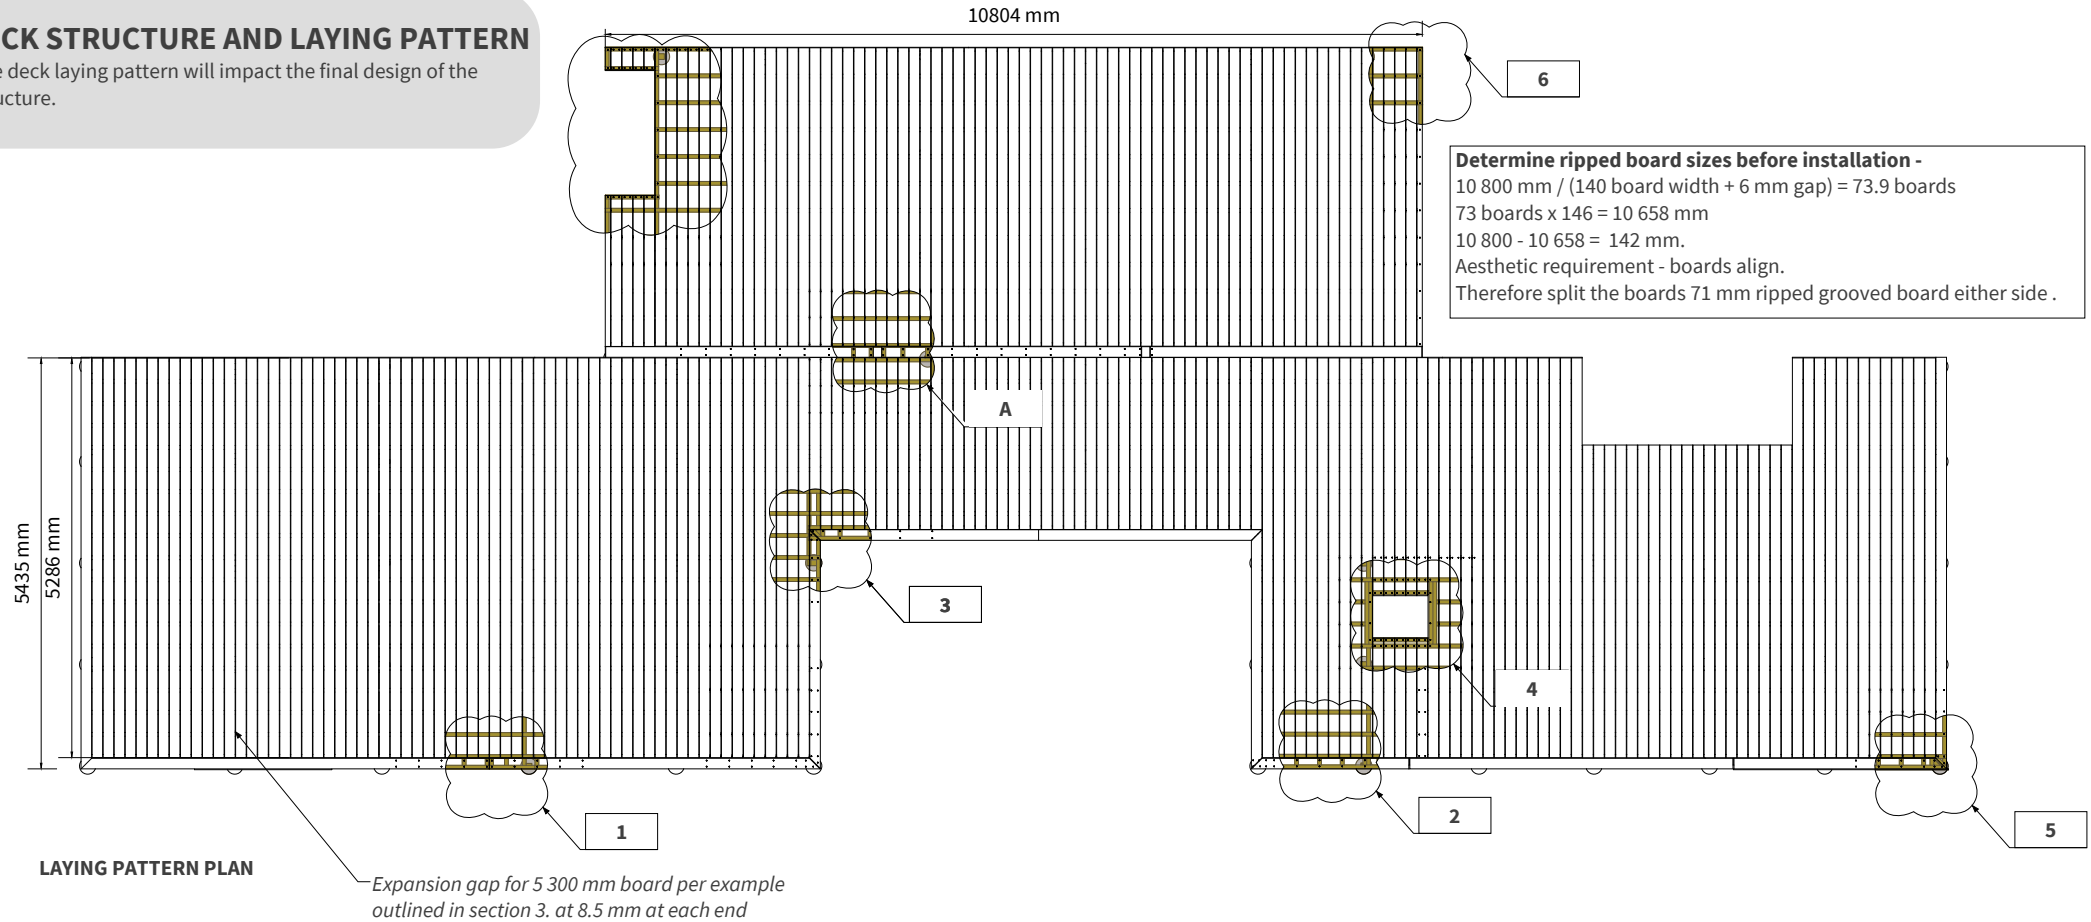 CK STRUCTURE AND LAYING PATTERN
e deck laying pattern will impact the final design of the
ucture.
10804 mm
6
Determine ripped board sizes before installation -
10 800 mm / (140 board width + 6 mm gap) = 73.9 boards
73 boards x 146 = 10 658 mm
10 800 - 10 658 =  142 mm.
Aesthetic requirement - boards align.
Therefore split the boards 71 mm ripped grooved board either side .
A
5435 mm
5286 mm
3
4
2
1
5
LAYING PATTERN PLAN
Expansion gap for 5 300 mm board per example
outlined in section 3. at 8.5 mm at each end